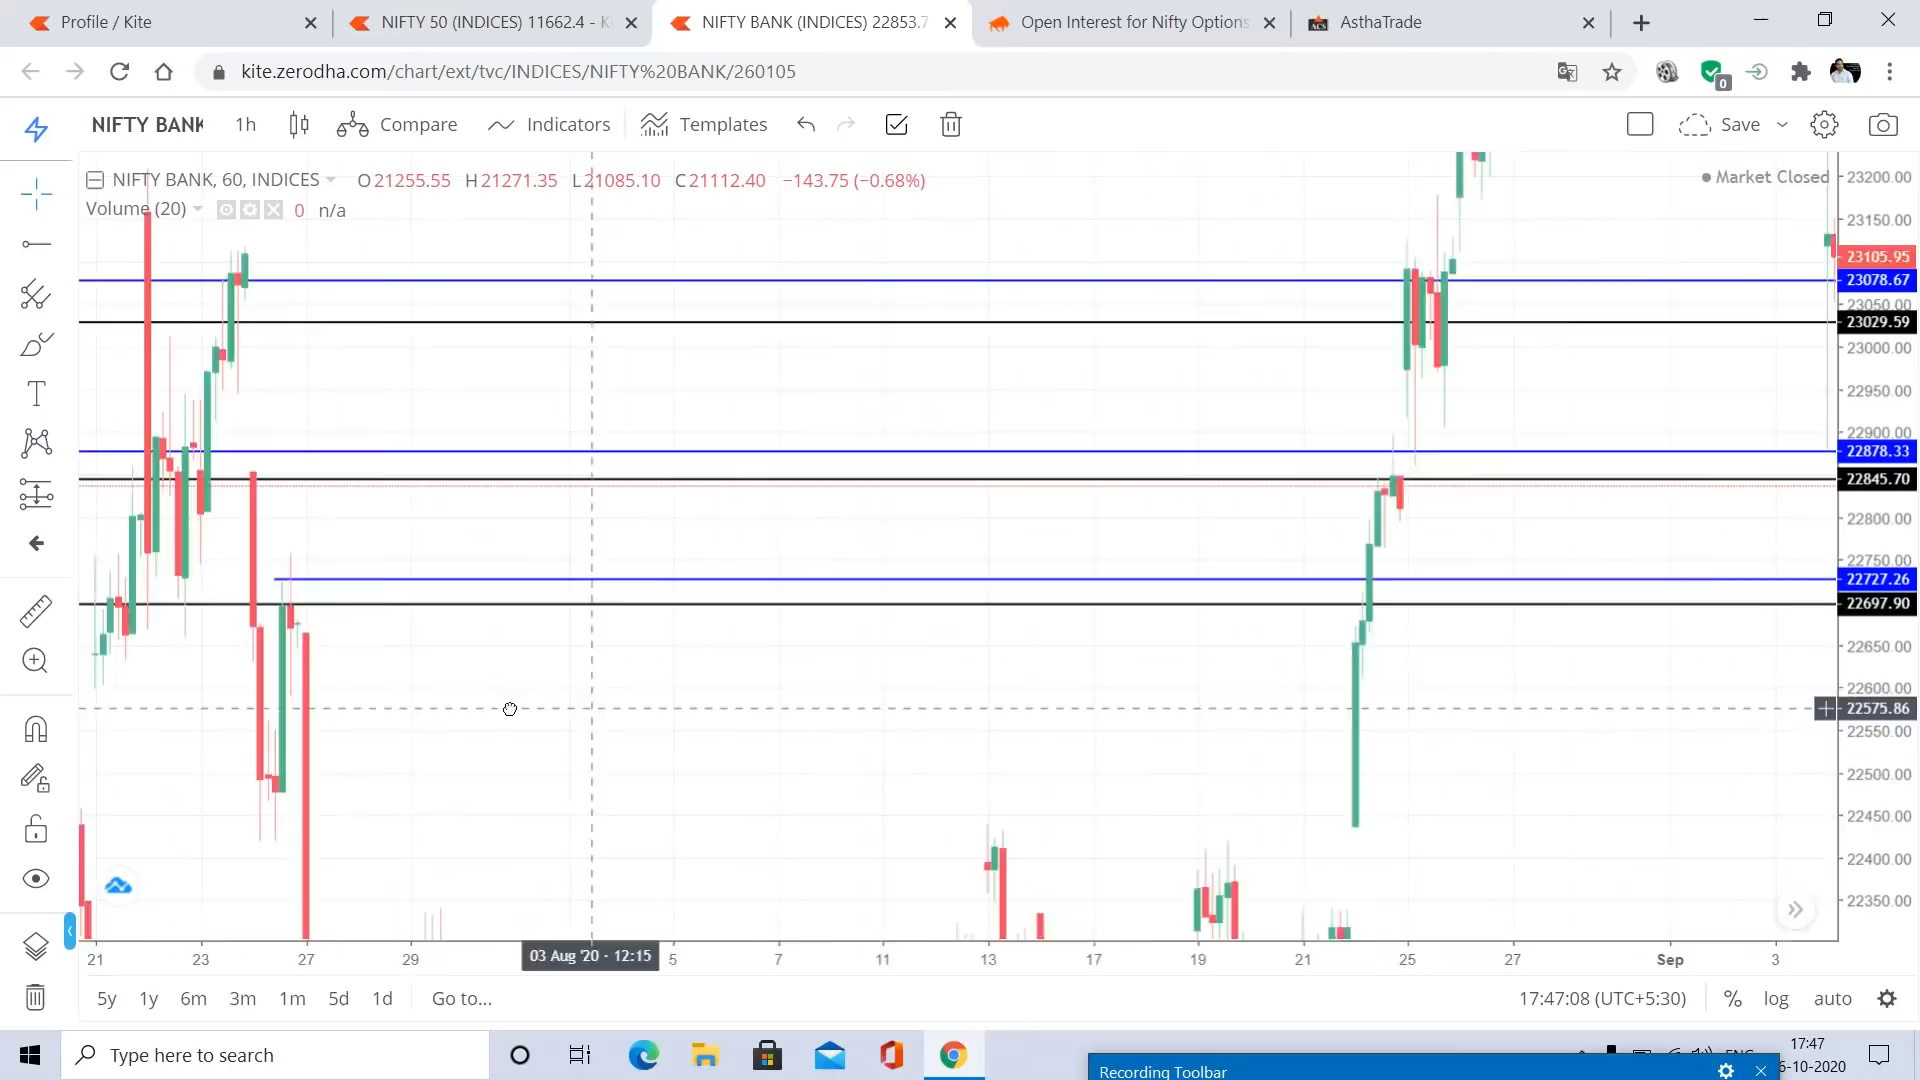 Profile / Kite
NIFTY 50 (INDICES) 11662.4 - K
NIFTY BANK (INDICES) 22853.7
Open Interest for Nifty Options
AsthaTrade
kite.zerodha.com/chart/ext/tvc/INDICES/NIFTY%20BANK/260105
0
NIFTY BANK
1h
Compare
Indicators
Templates
Save
NIFTY BANK, 60, INDICES
O21255.55 H21271.35 L21085.10 C21112.40 −143.75 (−0.68%)
Market Closed
Volume (20)
0 n/a
23200.00
23150.00
23105.95
23078.67
23050.00
23029.59
23000.00
22950.00
22900.00
22878.33
22845.70
22800.00
22750.00
22727.26
22697.90
22650.00
22600.00
22575.86
22550.00
22500.00
22450.00
22400.00
22350.00
21 23 27 29 03 Aug '20 - 12:15 5 7 11 13 17 19 21 25 27 Sep 3
5y 1y 6m 3m 1m 5d 1d Go to...
17:47:08 (UTC+5:30) % log auto
Type here to search
17:47
6-10-2020
Recording Toolbar